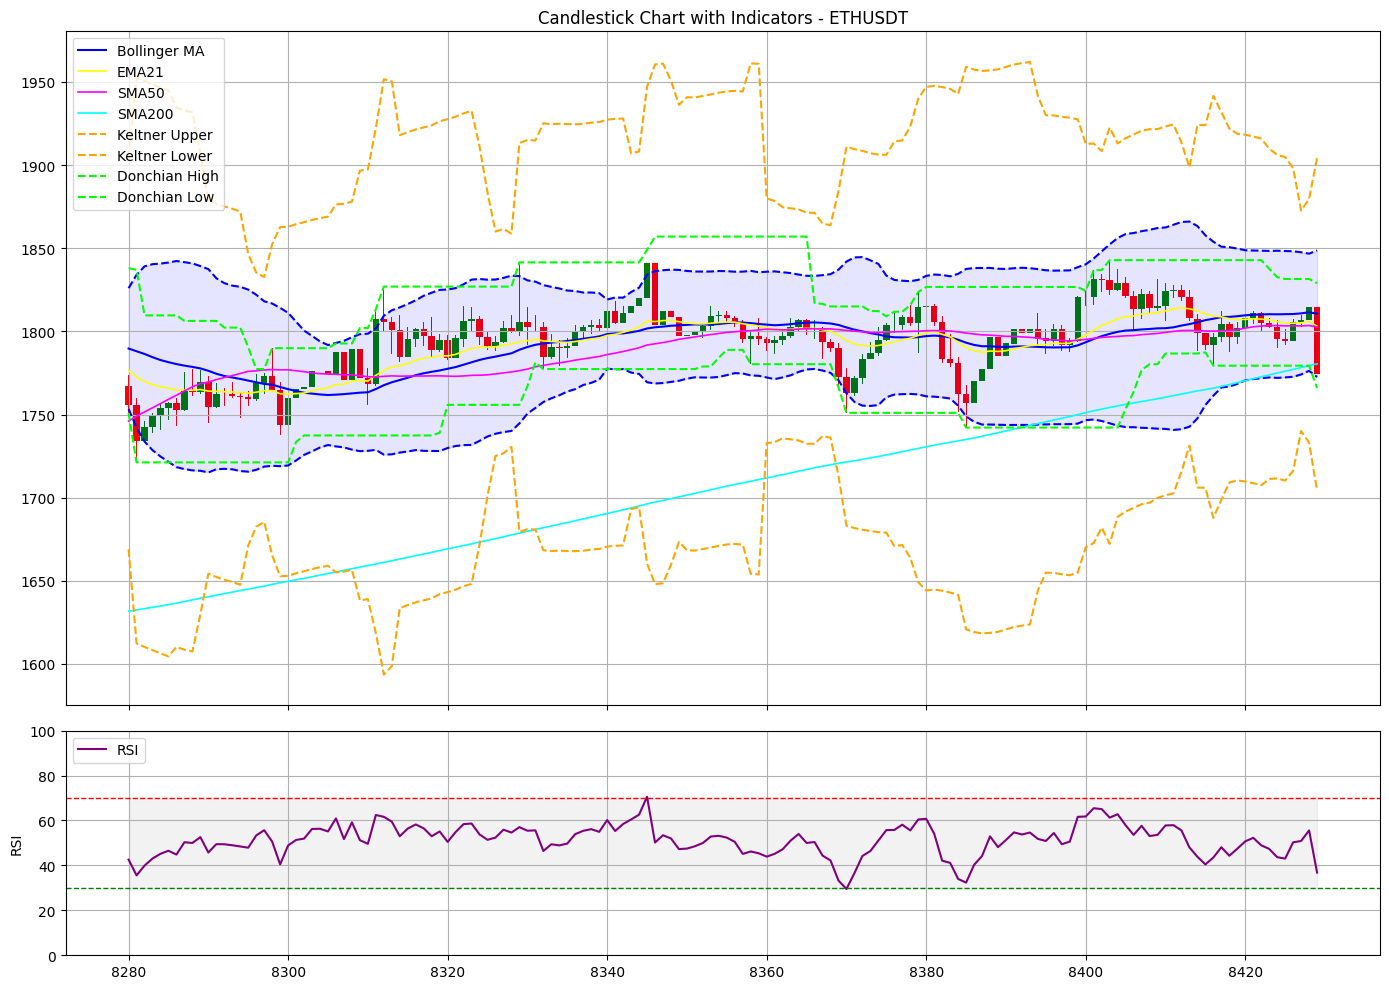 Candlestick Chart with Indicators - ETHUSDT
Bollinger MA
EMA21
SMA50
SMA200
Keltner Upper
Keltner Lower
Donchian High
Donchian Low
1950
1900
1850
1800
1750
1700
1650
1600
RSI
100
80
60
40
20
0
RSI
8280
8300
8320
8340
8360
8380
8400
8420